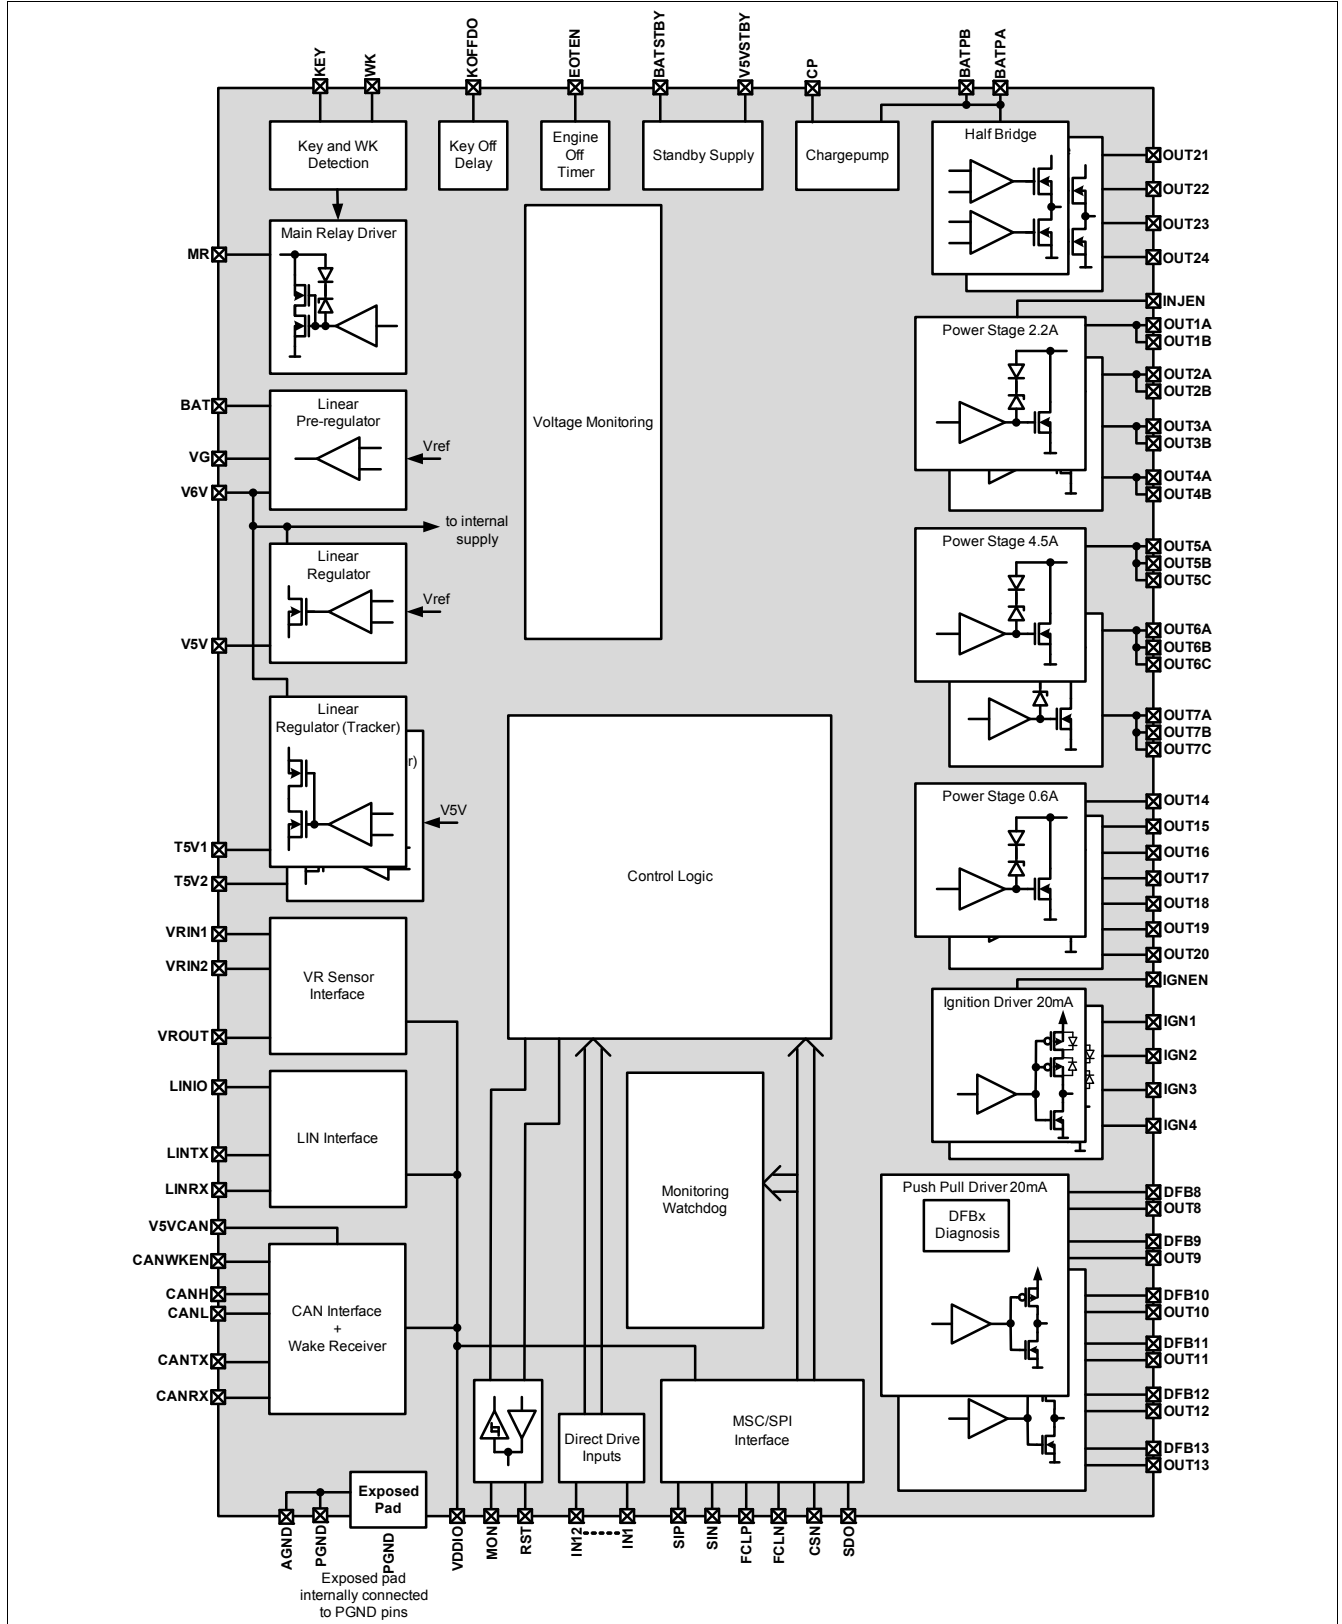 KEY
WK
KOFFDO
EOTEN
BATSTBY
V5VSTBY
CP
BATPB
BATPA
Key and WK
Detection
Key Off
Delay
Engine
Off
Timer
Standby Supply
Chargepump
Half Bridge
OUT21
OUT22
OUT23
OUT24
MR
Main Relay Driver
Voltage Monitoring
INJEN
Power Stage 2.2A
OUT1A
OUT1B
OUT2A
OUT2B
OUT3A
OUT3B
OUT4A
OUT4B
BAT
VG
V6V
Linear
Pre-regulator
Vref
to internal
supply
Linear
Regulator
Vref
V5V
Power Stage 4.5A
OUT5A
OUT5B
OUT5C
OUT6A
OUT6B
OUT6C
OUT7A
OUT7B
OUT7C
Linear
Regulator (Tracker)
r)
V5V
T5V1
T5V2
Control Logic
Power Stage 0.6A
OUT14
OUT15
OUT16
OUT17
OUT18
OUT19
OUT20
VRIN1
VRIN2
VROUT
VR Sensor
Interface
IGNEN
Ignition Driver 20mA
IGN1
IGN2
IGN3
IGN4
LINIO
LINTX
LINRX
LIN Interface
Monitoring
Watchdog
V5VCAN
CANWKEN
CANH
CANL
CANTX
CANRX
CAN Interface
+
Wake Receiver
Push Pull Driver 20mA
DFBx
Diagnosis
DFB8
OUT8
DFB9
OUT9
DFB10
OUT10
DFB11
OUT11
DFB12
OUT12
DFB13
OUT13
Direct Drive
Inputs
MSC/SPI
Interface
Exposed
Pad
AGND
PGND
PGND
VDDIO
MON
RST
IN12
IN1
SIP
SIN
FCLP
FCLN
CSN
SDO
Exposed pad
internally connected
to PGND pins